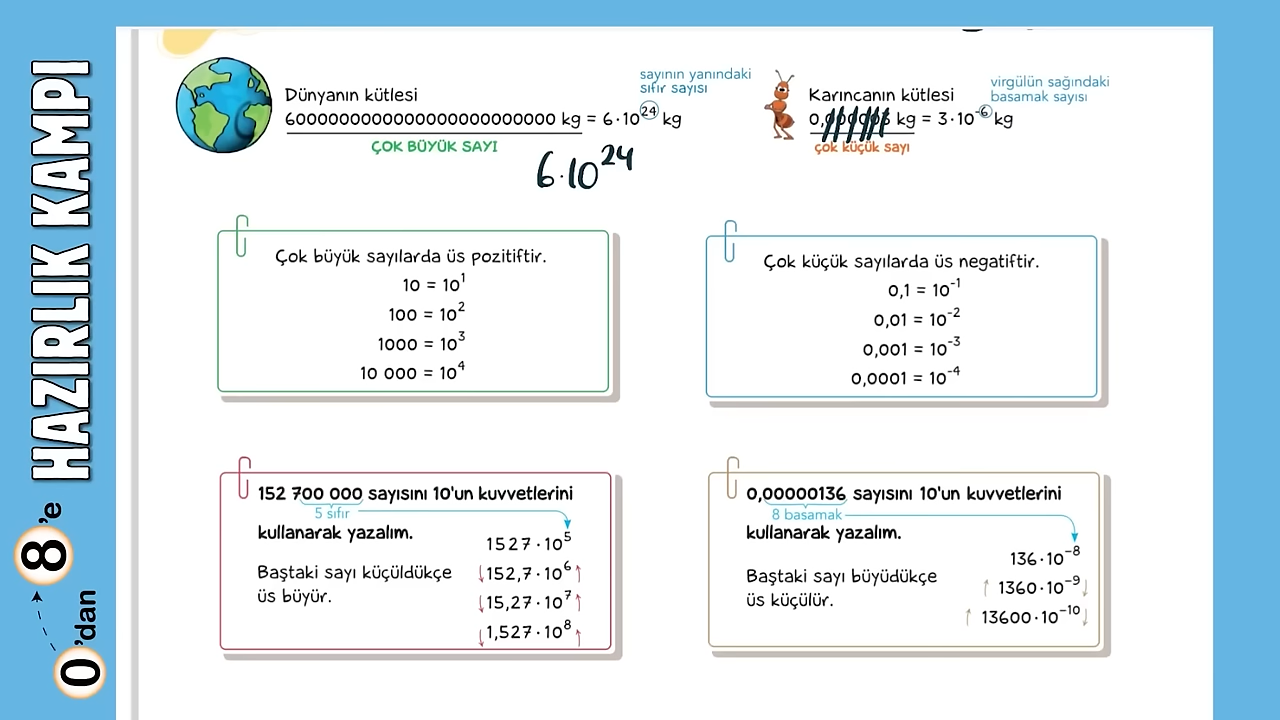 HAZIRLIK KAMPI
0'dan 8'e
Dünyanın kütlesi
sayının yanındaki
sıfır sayısı
6000000000000000000000000 kg = 6·10²⁴ kg
ÇOK BÜYÜK SAYI
6·10²⁴
Karıncanın kütlesi
virgülün sağındaki
basamak sayısı
0,000003 kg = 3·10⁻⁶ kg
çok küçük sayı
Çok büyük sayılarda üs pozitiftir.
10 = 10¹
100 = 10²
1000 = 10³
10 000 = 10⁴
Çok küçük sayılarda üs negatiftir.
0,1 = 10⁻¹
0,01 = 10⁻²
0,001 = 10⁻³
0,0001 = 10⁻⁴
152 700 000 sayısını 10'un kuvvetlerini
5 sıfır
kullanarak yazalım.
1527·10⁵
Baştaki sayı küçüldükçe
üs büyür.
↓152,7·10⁶↑
↓15,27·10⁷↑
↓1,527·10⁸↑
0,00000136 sayısını 10'un kuvvetlerini
8 basamak
kullanarak yazalım.
136·10⁻⁸
Baştaki sayı büyüdükçe
üs küçülür.
↑1360·10⁻⁹↓
↑13600·10⁻¹⁰↓